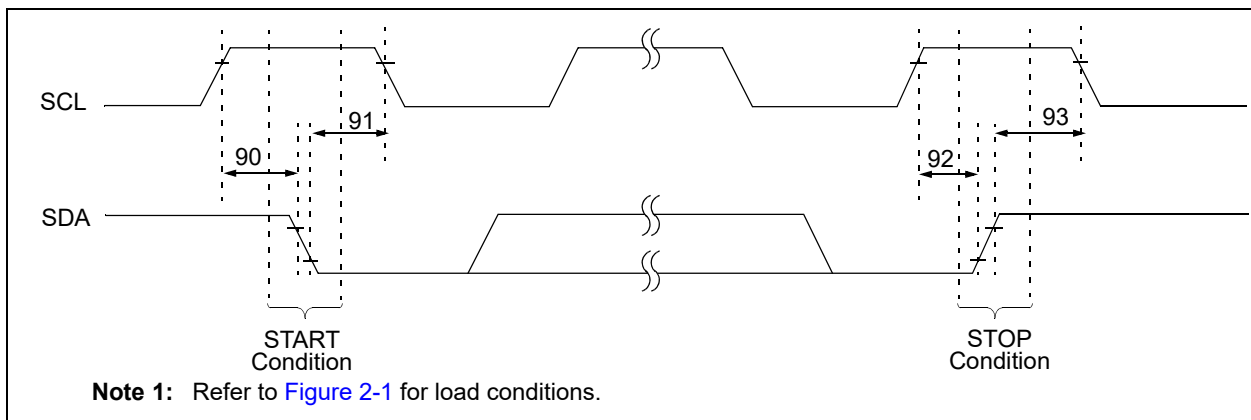 SCL
91
93
90
92
SDA
START
Condition
STOP
Condition
Note 1: Refer to Figure 2-1 for load conditions.